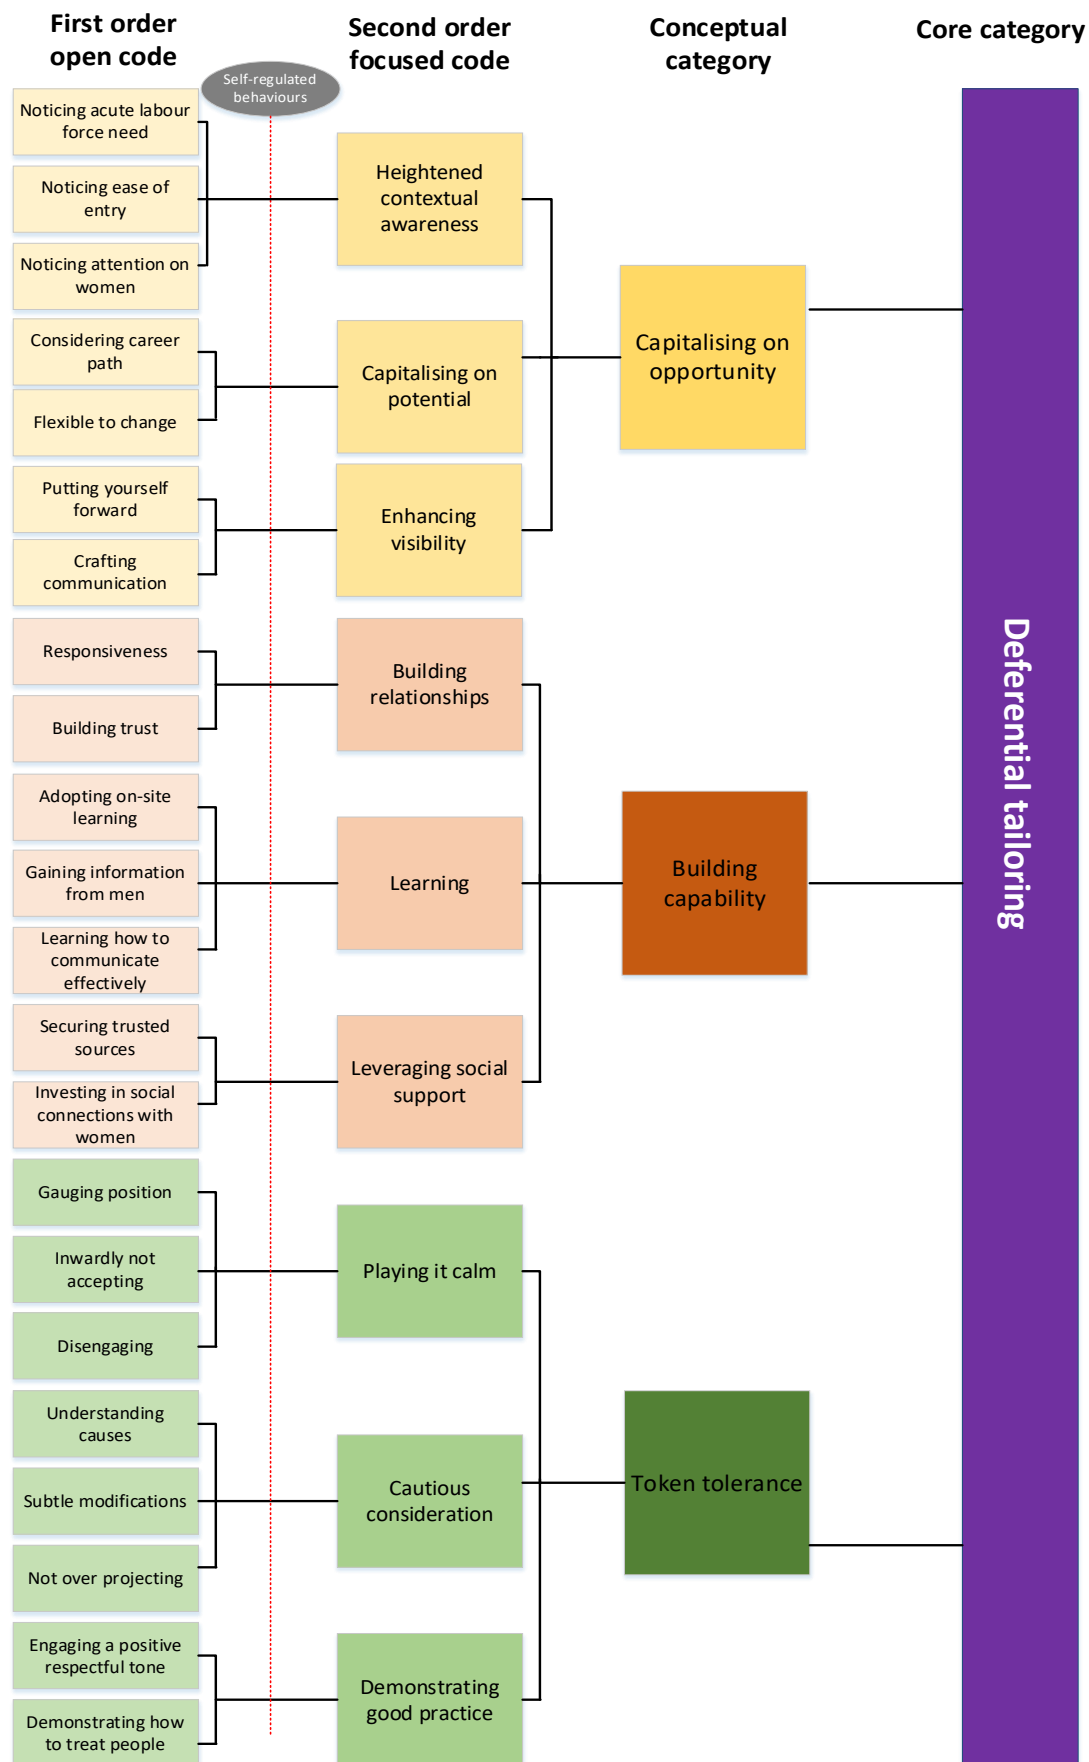 First order
open code
Second order
focused code
Conceptual
category
Core category
Self-regulated
behaviours
Noticing acute labour
force need
Noticing ease of
entry
Noticing attention on
women
Considering career
path
Flexible to change
Putting yourself
forward
Crafting
communication
Responsiveness
Building trust
Adopting on-site
learning
Gaining information
from men
Learning how to
communicate
effectively
Securing trusted
sources
Investing in social
connections with
women
Gauging position
Inwardly not
accepting
Disengaging
Understanding
causes
Subtle modifications
Not over projecting
Engaging a positive
respectful tone
Demonstrating how
to treat people
Heightened
contextual
awareness
Capitalising on
potential
Enhancing
visibility
Building
relationships
Learning
Leveraging social
support
Playing it calm
Cautious
consideration
Demonstrating
good practice
Capitalising on
opportunity
Building
capability
Token tolerance
Deferential tailoring